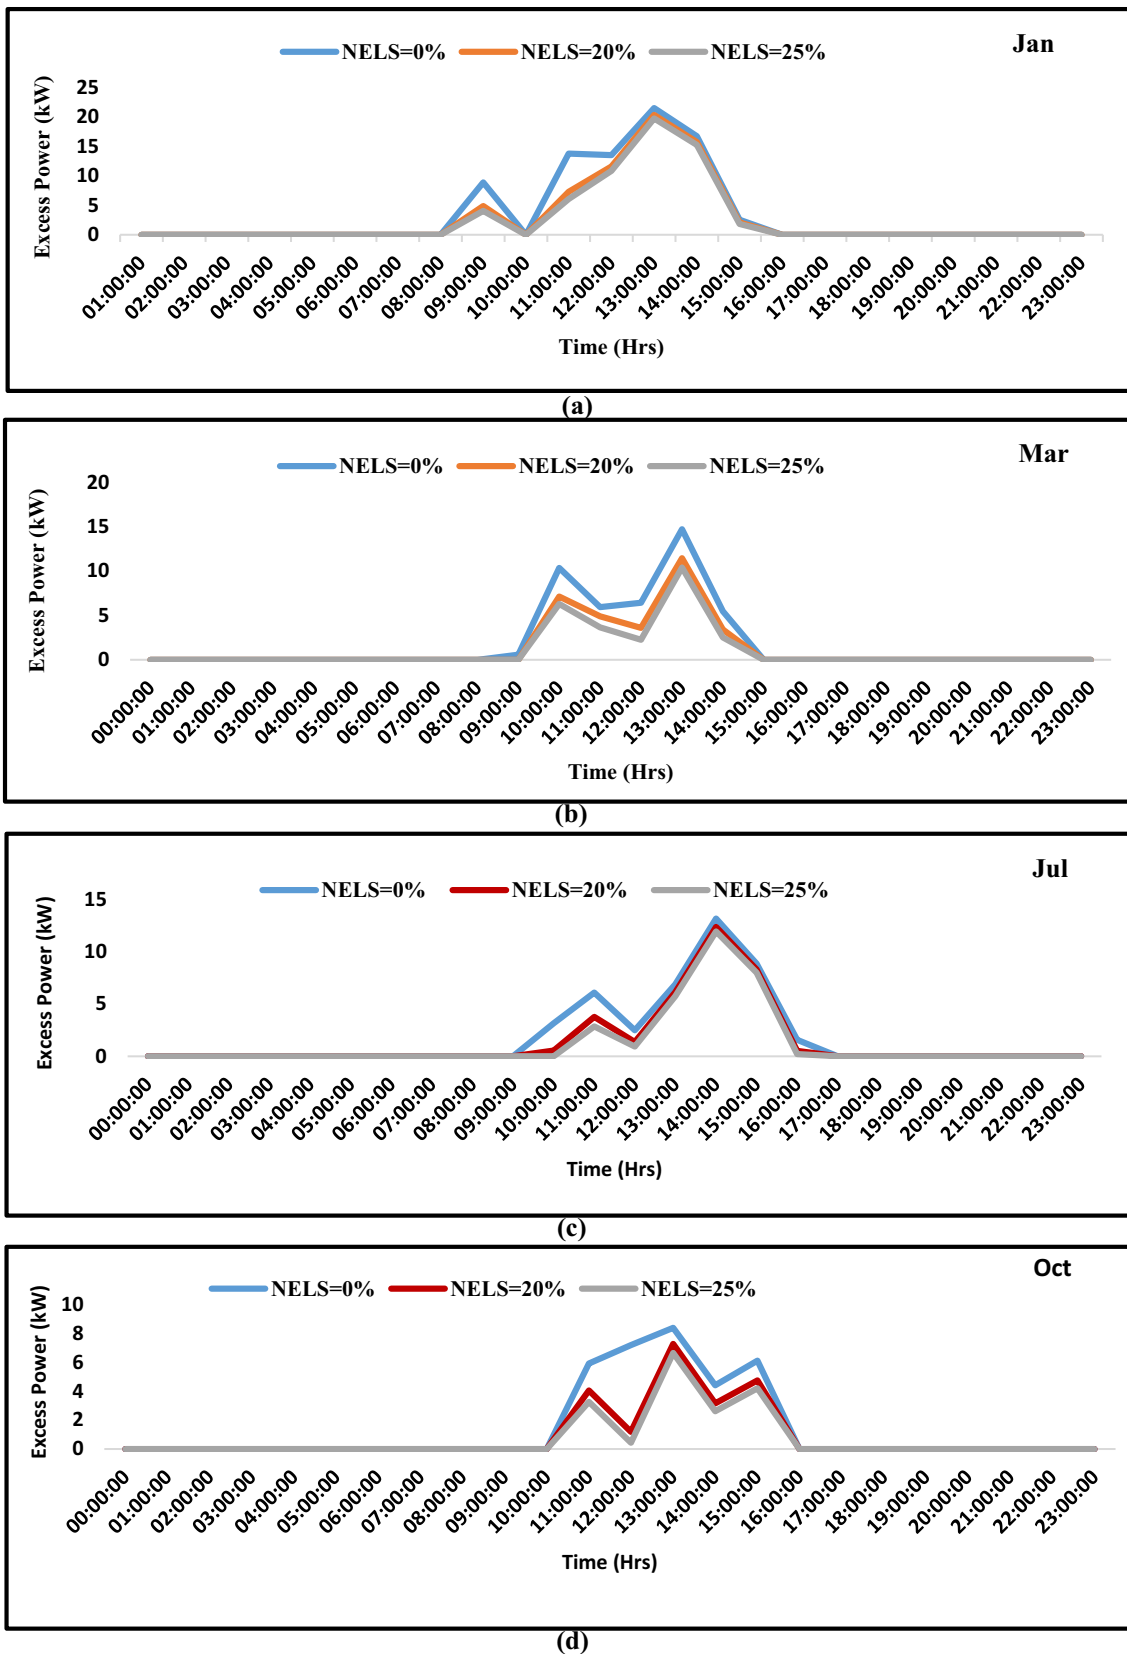 Jan
NELS=0% NELS=20% NELS=25%
Excess Power (kW)
25
20
15
10
5
0
01:00:00 02:00:00 03:00:00 04:00:00 05:00:00 06:00:00 07:00:00 08:00:00 09:00:00 10:00:00 11:00:00 12:00:00 13:00:00 14:00:00 15:00:00 16:00:00 17:00:00 18:00:00 19:00:00 20:00:00 21:00:00 22:00:00 23:00:00
Time (Hrs)
(a)
Mar
NELS=0% NELS=20% NELS=25%
Excess Power (kW)
20
15
10
5
0
00:00:00 01:00:00 02:00:00 03:00:00 04:00:00 05:00:00 06:00:00 07:00:00 08:00:00 09:00:00 10:00:00 11:00:00 12:00:00 13:00:00 14:00:00 15:00:00 16:00:00 17:00:00 18:00:00 19:00:00 20:00:00 21:00:00 22:00:00 23:00:00
Time (Hrs)
(b)
Jul
NELS=0% NELS=20% NELS=25%
Excess Power (kW)
15
10
5
0
00:00:00 01:00:00 02:00:00 03:00:00 04:00:00 05:00:00 06:00:00 07:00:00 08:00:00 09:00:00 10:00:00 11:00:00 12:00:00 13:00:00 14:00:00 15:00:00 16:00:00 17:00:00 18:00:00 19:00:00 20:00:00 21:00:00 22:00:00 23:00:00
Time (Hrs)
(c)
Oct
NELS=0% NELS=20% NELS=25%
Excess Power (kW)
10
8
6
4
2
0
00:00:00 01:00:00 02:00:00 03:00:00 04:00:00 05:00:00 06:00:00 07:00:00 08:00:00 09:00:00 10:00:00 11:00:00 12:00:00 13:00:00 14:00:00 15:00:00 16:00:00 17:00:00 18:00:00 19:00:00 20:00:00 21:00:00 22:00:00 23:00:00
Time (Hrs)
(d)